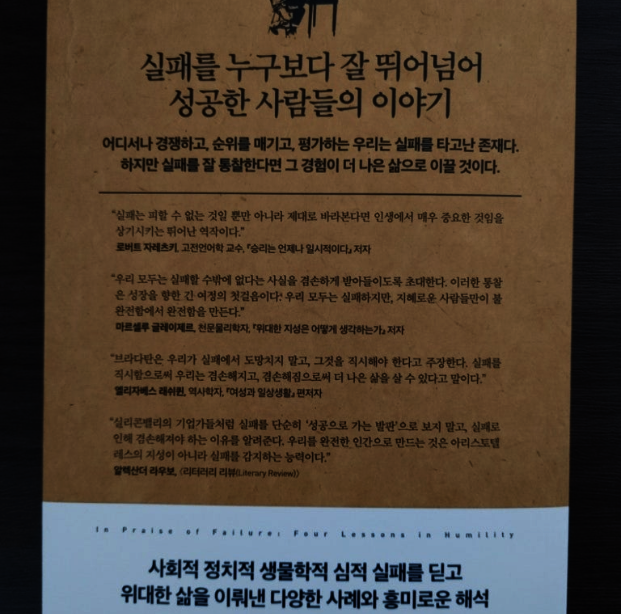 실패를 누구보다 잘 뛰어넘어
성공한 사람들의 이야기
어디서나 경쟁하고, 순위를 매기고, 평가하는 우리는 실패를 타고난 존재다.
하지만 실패를 잘 통찰한다면 그 경험이 더 나은 삶으로 이끌 것이다.
“실패는 피할 수 없는 것일 뿐만 아니라 제대로 바라본다면 인생에서 매우 중요한 것임을
상기시키는 뛰어난 역작이다.”
로버트 자레츠키, 고전언어학 교수, 『승리는 언제나 일시적이다』 저자
“우리 모두는 실패할 수밖에 없다는 사실을 겸손하게 받아들이도록 초대한다. 이러한 통찰
은 성장을 향한 긴 여정의 첫걸음이다! 우리 모두는 실패하지만, 지혜로운 사람들만이 불
완전함에서 완전함을 만든다.”
마르셀루 글레이제르, 천문물리학자, 『위대한 지성은 어떻게 생각하는가』 저자
“브라다탄은 우리가 실패에서 도망치지 말고, 그것을 직시해야 한다고 주장한다. 실패를
직시함으로써 우리는 겸손해지고, 겸손해짐으로써 더 나은 삶을 살 수 있다고 말이다.”
엘리자베스 래쉬퀸, 역사학자, 『여성과 일상생활』 편저자
“실리콘밸리의 기업가들처럼 실패를 단순히 ‘성공으로 가는 발판’으로 보지 말고, 실패로
인해 겸손해져야 하는 이유를 알려준다. 우리를 완전한 인간으로 만드는 것은 아리스토텔
레스의 지성이 아니라 실패를 감지하는 능력이다.”
알렉산더 라우보, 〈리터러리 리뷰(Literary Review)〉
In Praise of Failure: Four Lessons in Humility
사회적 정치적 생물학적 심적 실패를 딛고
위대한 삶을 이뤄낸 다양한 사례와 흥미로운 해석